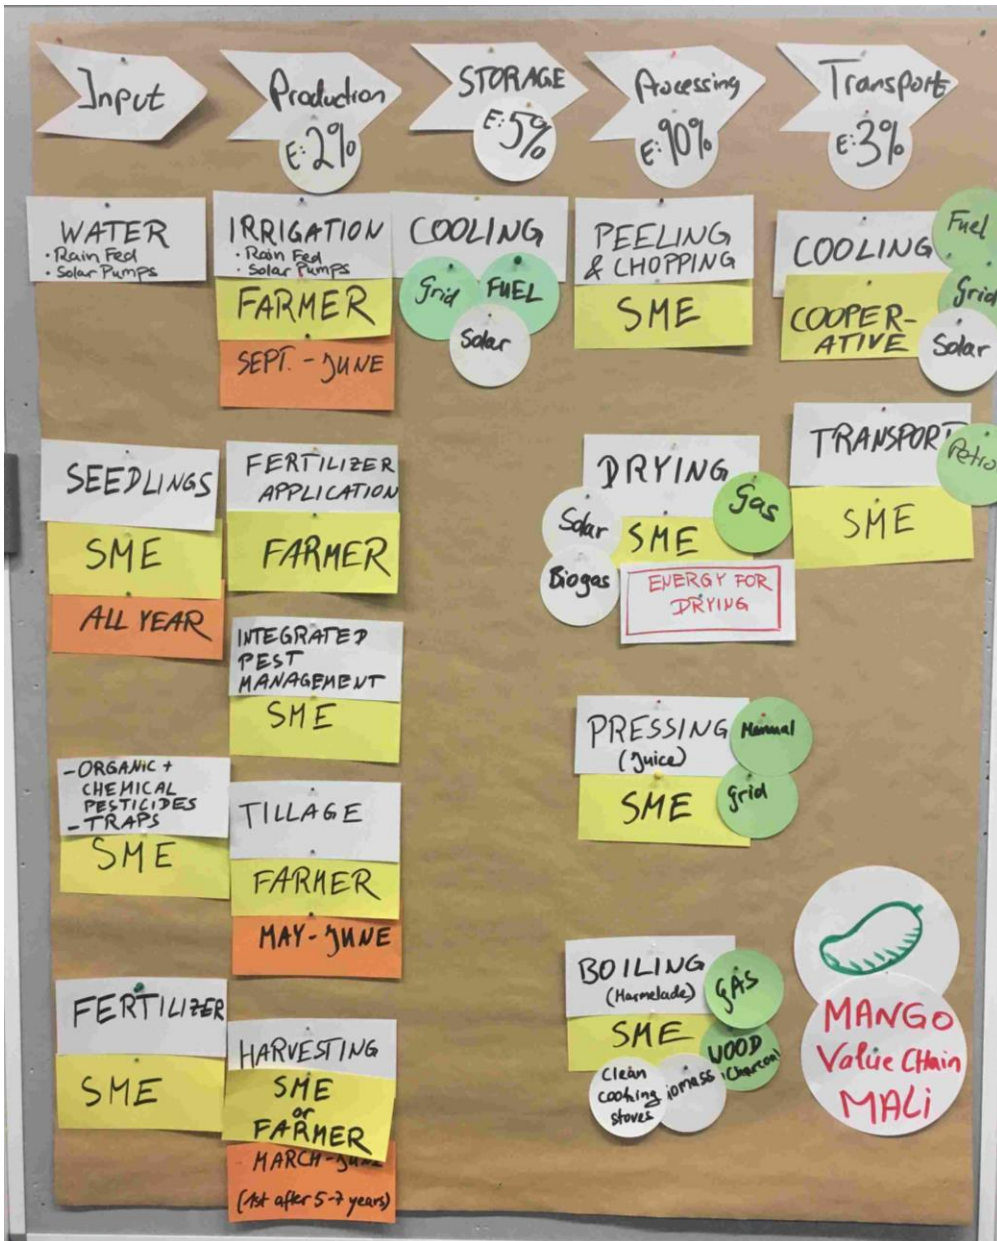 Input
Production
E: 2%
STORAGE
E: 5%
Processing
E: 90%
Transport
E: 3%
WATER
• Rain Fed
• Solar Pumps
SEEDLINGS
SME
ALL YEAR
- ORGANIC +
CHEMICAL
PESTICIDES
- TRAPS
SME
FERTILIZER
SME
IRRIGATION
• Rain Fed
• Solar Pumps
FARMER
SEPT. - JUNE
FERTILIZER
APPLICATION
FARMER
INTEGRATED
PEST
MANAGEMENT
SME
TILLAGE
FARMER
MAY - JUNE
HARVESTING
SME
or
FARMER
MARCH - JUNE
(1st after 5-7 years)
COOLING
Grid
FUEL
Solar
PEELING
& CHOPPING
SME
DRYING
Gas
Solar
SME
Biogas
ENERGY FOR
DRYING
PRESSING
(Juice)
Manual
SME
grid
BOILING
(Marmelade)
GAS
SME
WOOD
(Charcoal)
Clean
cooking
stoves
iomass
COOLING
Fuel
Grid
COOPER-
ATIVE
Solar
TRANSPORT
Petro
SME
MANGO
Value CHain
MALi